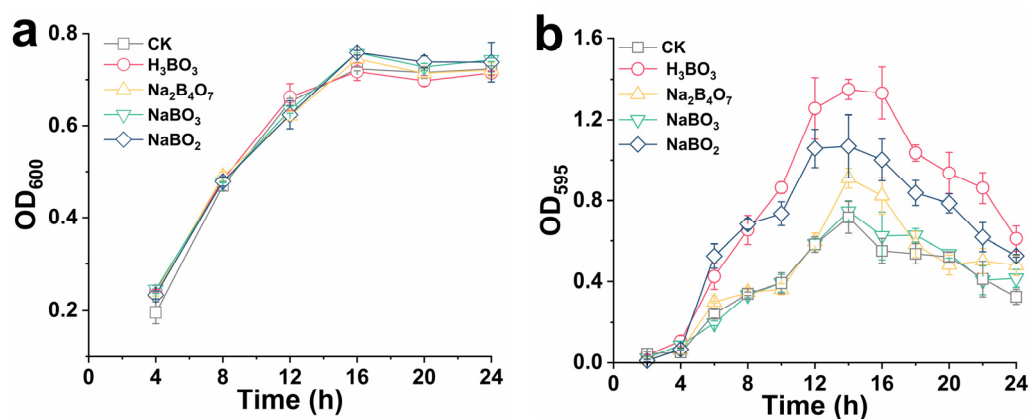 a
0.8
0.6
0.4
0.2
OD₆₀₀
CK
H₃BO₃
Na₂B₄O₇
NaBO₃
NaBO₂
0 4 8 12 16 20 24
Time (h)
b
1.6
1.2
0.8
0.4
0.0
OD₅₉₅
CK
H₃BO₃
Na₂B₄O₇
NaBO₃
NaBO₂
0 4 8 12 16 20 24
Time (h)